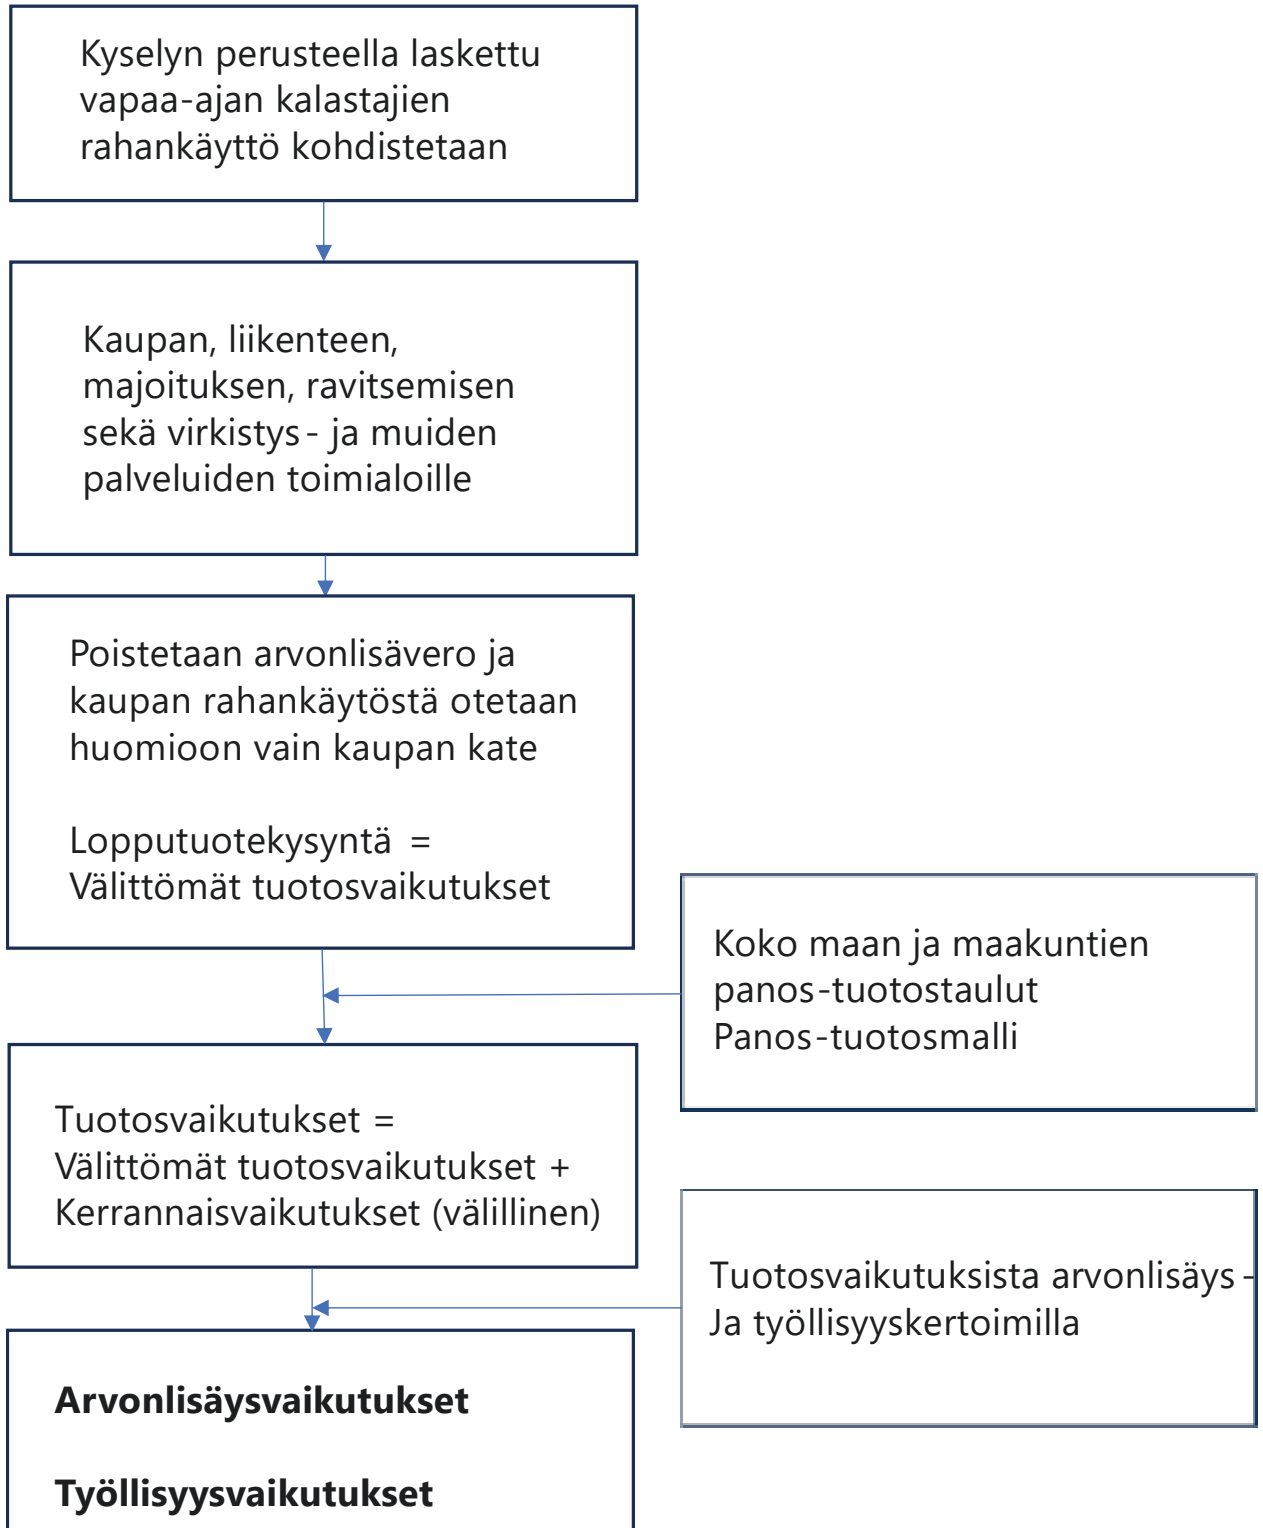 Kyselyn perusteella laskettu
vapaa-ajan kalastajien
rahankäyttö kohdistetaan
Kaupan, liikenteen,
majoituksen, ravitsemisen
sekä virkistys- ja muiden
palveluiden toimialoille
Poistetaan arvonlisävero ja
kaupan rahankäytöstä otetaan
huomioon vain kaupan kate
Lopputuotekysyntä =
Välittömät tuotosvaikutukset
Koko maan ja maakuntien
panos-tuotostaulut
Panos-tuotosmalli
Tuotosvaikutukset =
Välittömät tuotosvaikutukset +
Kerrannaisvaikutukset (välillinen)
Tuotosvaikutuksista arvonlisäys-
Ja työllisyyskertoimilla
Arvonlisäysvaikutukset
Työllisyysvaikutukset